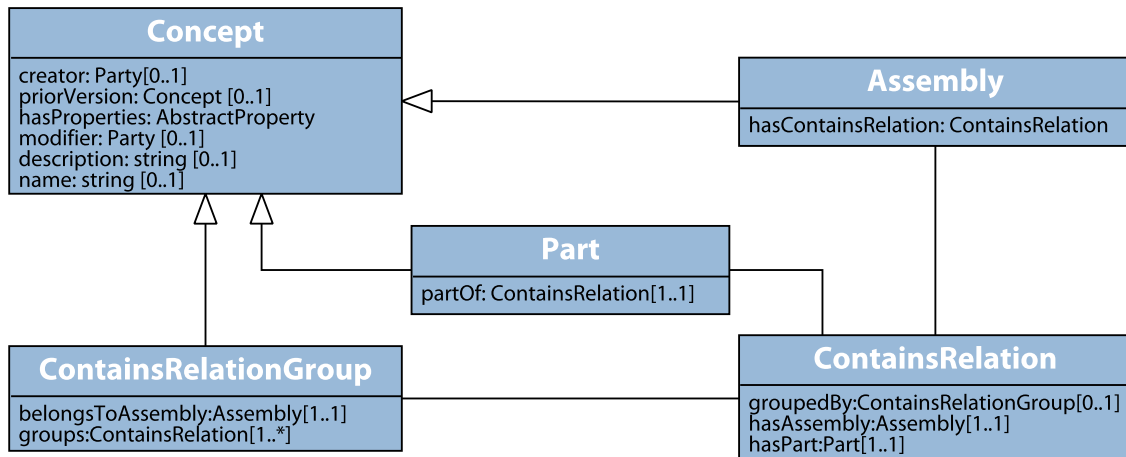 Concept
creator: Party[0..1]
priorVersion: Concept [0..1]
hasProperties: AbstractProperty
modifier: Party [0..1]
description: string [0..1]
name: string [0..1]
Assembly
hasContainsRelation: ContainsRelation
Part
partOf: ContainsRelation[1..1]
ContainsRelationGroup
belongsToAssembly:Assembly[1..1]
groups:ContainsRelation[1..*]
ContainsRelation
groupedBy:ContainsRelationGroup[0..1]
hasAssembly:Assembly[1..1]
hasPart:Part[1..1]